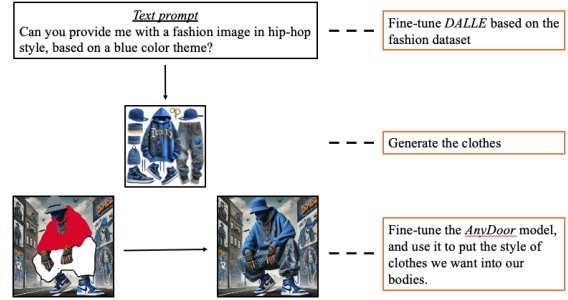 Text prompt
Can you provide me with a fashion image in hip-hop
style, based on a blue color theme?
Fine-tune DALLE based on the
fashion dataset
Generate the clothes
Fine-tune the AnyDoor model,
and use it to put the style of
clothes we want into our
bodies.